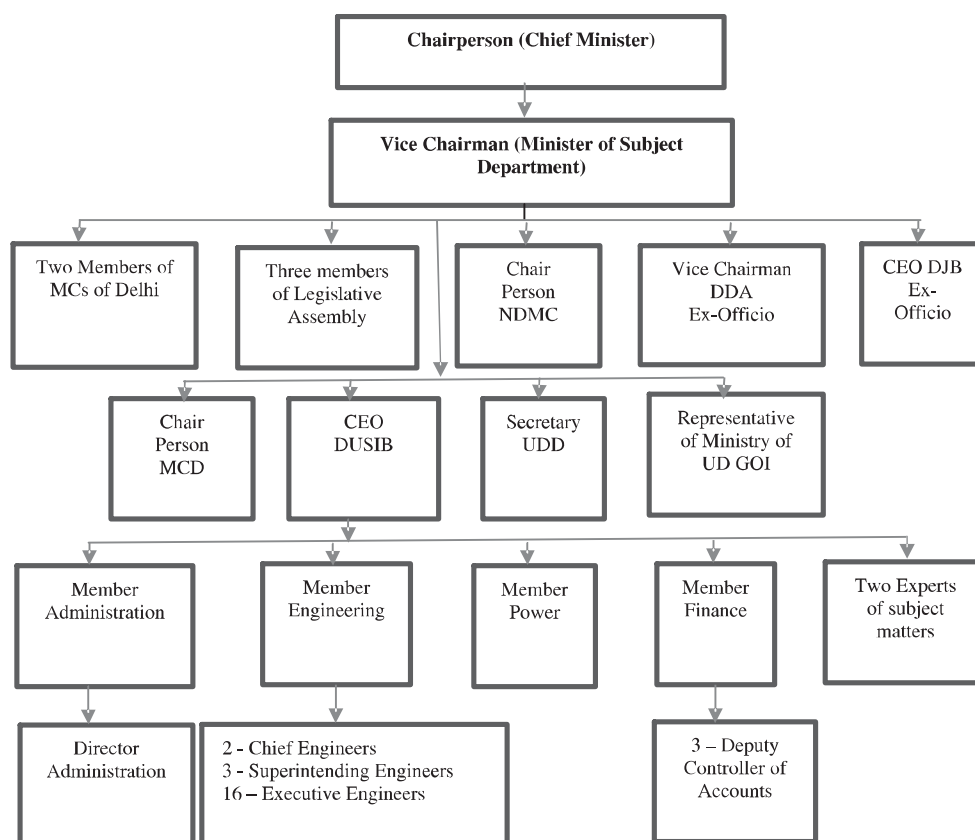 Chairperson (Chief Minister)
Vice Chairman (Minister of Subject
Department)
Two Members of
MCs of Delhi
Three members
of Legislative
Assembly
Chair
Person
NDMC
Vice Chairman
DDA
Ex-Officio
CEO DJB
Ex-
Officio
Chair
Person
MCD
CEO
DUSIB
Secretary
UDD
Representative
of Ministry of
UD GOI
Member
Administration
Member
Engineering
Member
Power
Member
Finance
Two Experts
of subject
matters
Director
Administration
2 - Chief Engineers
3 - Superintending Engineers
16 – Executive Engineers
3 – Deputy
Controller of
Accounts